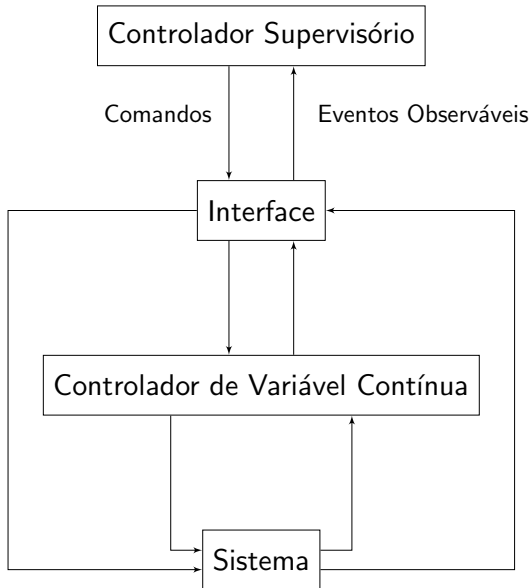 Controlador Supervisório
Comandos
Eventos Observáveis
Interface
Controlador de Variável Contínua
Sistema